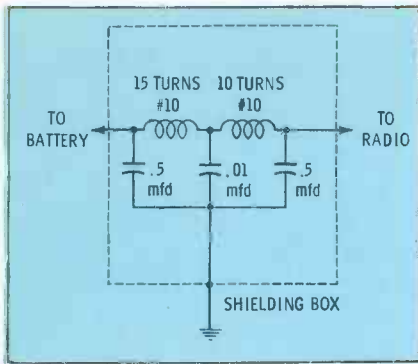 15 TURNS 10 TURNS
#10 #10
TO BATTERY
TO RADIO
.5 mfd
.01 mfd
.5 mfd
SHIELDING BOX